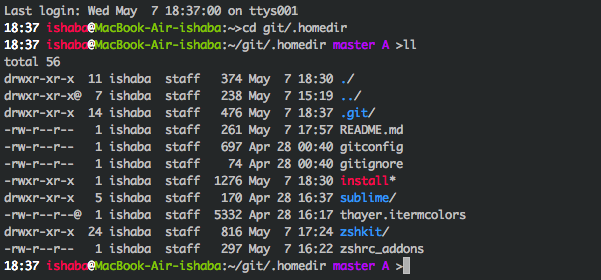 Last login: Wed May  7 18:37:00 on ttys001
18:37 ishaba@MacBook-Air-ishaba:~>cd git/.homedir
18:37 ishaba@MacBook-Air-ishaba:~/git/.homedir master A >ll
total 56
drwxr-xr-x  11 ishaba  staff   374 May  7 18:30 ./
drwxr-xr-x@  7 ishaba  staff   238 May  7 15:19 ../
drwxr-xr-x  14 ishaba  staff   476 May  7 18:37 .git/
-rw-r--r--   1 ishaba  staff   261 May  7 17:57 README.md
-rw-r--r--   1 ishaba  staff   697 Apr 28 00:40 gitconfig
-rw-r--r--   1 ishaba  staff    74 Apr 28 00:40 gitignore
-rwxr-xr-x   1 ishaba  staff  1276 May  7 18:30 install*
drwxr-xr-x   5 ishaba  staff   170 Apr 28 16:37 sublime/
-rw-r--r--@  1 ishaba  staff  5332 Apr 28 16:17 thayer.itermcolors
drwxr-xr-x  24 ishaba  staff   816 May  7 17:24 zshkit/
-rw-r--r--   1 ishaba  staff   297 May  7 16:22 zshrc_addons
18:37 ishaba@MacBook-Air-ishaba:~/git/.homedir master A >